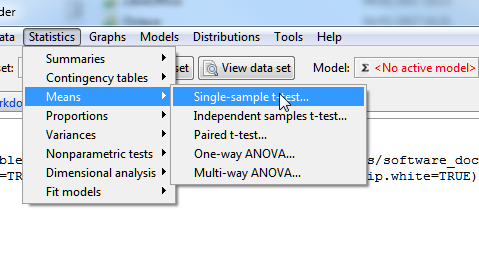 der
ata Statistics Graphs Models Distributions Tools Help
set: set View data set Model: Σ <No active model>
Summaries
Contingency tables
Means
Proportions
Variances
Nonparametric tests
Dimensional analysis
Fit models
Single-sample t-test...
Independent samples t-test...
Paired t-test...
One-way ANOVA...
Multi-way ANOVA...
rkdo
ble s/software_doc
=TR ip.white=TRUE)